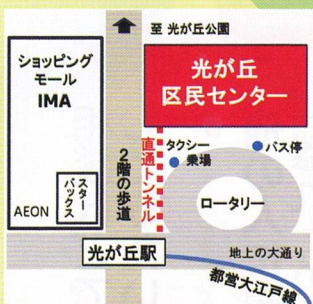 至 光が丘公園
ショッピング
モール
IMA
光が丘
区民センター
2階の歩道
直通トンネル
タクシー
乗場
バス停
スター
バックス
AEON
ロータリー
光が丘駅
地上の大通り
都営大江戸線